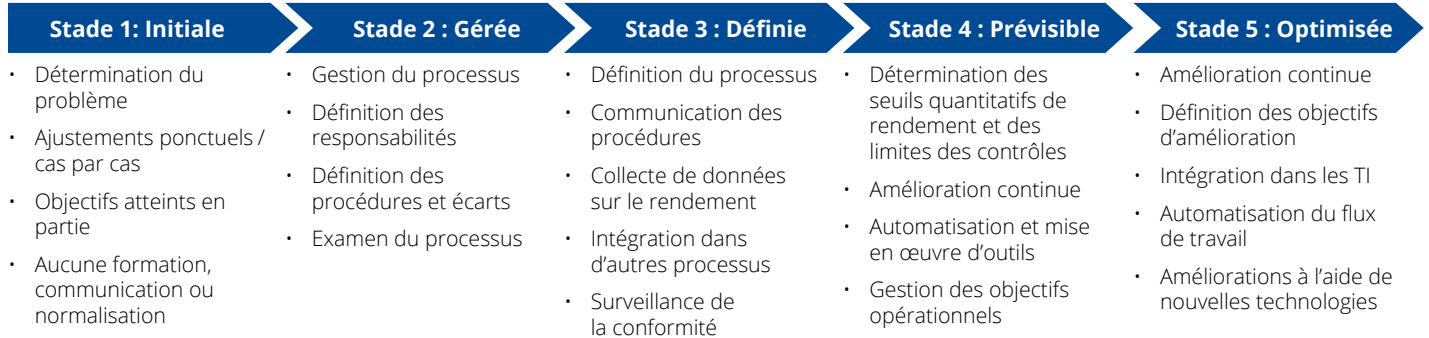 Stade 1: Initiale
• Détermination du
problème
• Ajustements ponctuels /
cas par cas
• Objectifs atteints en
partie
• Aucune formation,
communication ou
normalisation
Stade 2 : Gérée
• Gestion du processus
• Définition des
responsabilités
• Définition des
procédures et écarts
• Examen du processus
Stade 3 : Définie
• Définition du processus
• Communication des
procédures
• Collecte de données
sur le rendement
• Intégration dans
d’autres processus
• Surveillance de
la conformité
Stade 4 : Prévisible
• Détermination des
seuils quantitatifs de
rendement et des
limites des contrôles
• Amélioration continue
• Automatisation et mise
en œuvre d’outils
• Gestion des objectifs
opérationnels
Stade 5 : Optimisée
• Amélioration continue
• Définition des objectifs
d’amélioration
• Intégration dans les TI
• Automatisation du flux
de travail
• Améliorations à l’aide de
nouvelles technologies